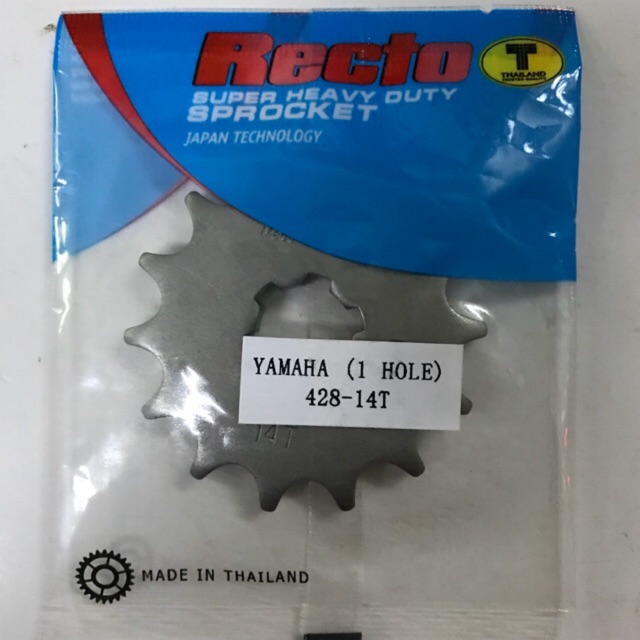 Recto
SUPER HEAVY DUTY
SPROCKET
JAPAN TECHNOLOGY
T
THAILAND
YAMAHA (1 HOLE)
428-14T
14T
MADE IN THAILAND